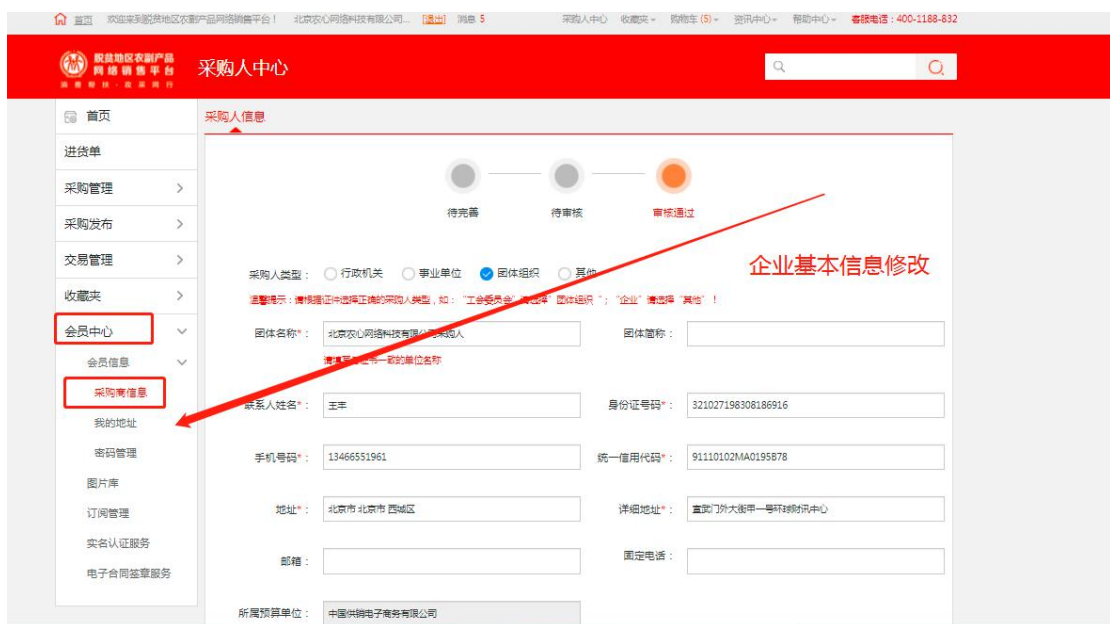 首页 欢迎来到脱贫地区农副产品网络销售平台！ 北京农心网络科技有限公司... [退出] 消息 5 采购人中心 收藏夹 购物车 (5) 资讯中心 帮助中心 客服电话：400-1188-832
脱贫地区农副产品
网络销售平台
采购人中心
首页
采购人信息
进货单
采购管理
采购发布
交易管理
收藏夹
会员中心
会员信息
采购商信息
我的地址
密码管理
图片库
订阅管理
实名认证服务
电子合同签章服务
待完善 待审核 审核通过
企业基本信息修改
采购人类型： 行政机关 事业单位 团体组织 其他
温馨提示：请根据证件选择正确的采购人类型，如："工会委员会"请选择"团体组织"；"企业"请选择"其他"！
团体名称*： 北京农心网络科技有限公司采购人 团体简称：
请填写与证书一致的单位名称
联系人姓名*： 王丰 身份证号码*： 321027198308186916
手机号码*： 13466551961 统一信用代码*： 91110102MA0195B78
地址*： 北京市 北京市 西城区 详细地址*： 宣武门外大街甲一号环球财讯中心
邮箱： 固定电话：
所属预算单位： 中国供销电子商务有限公司